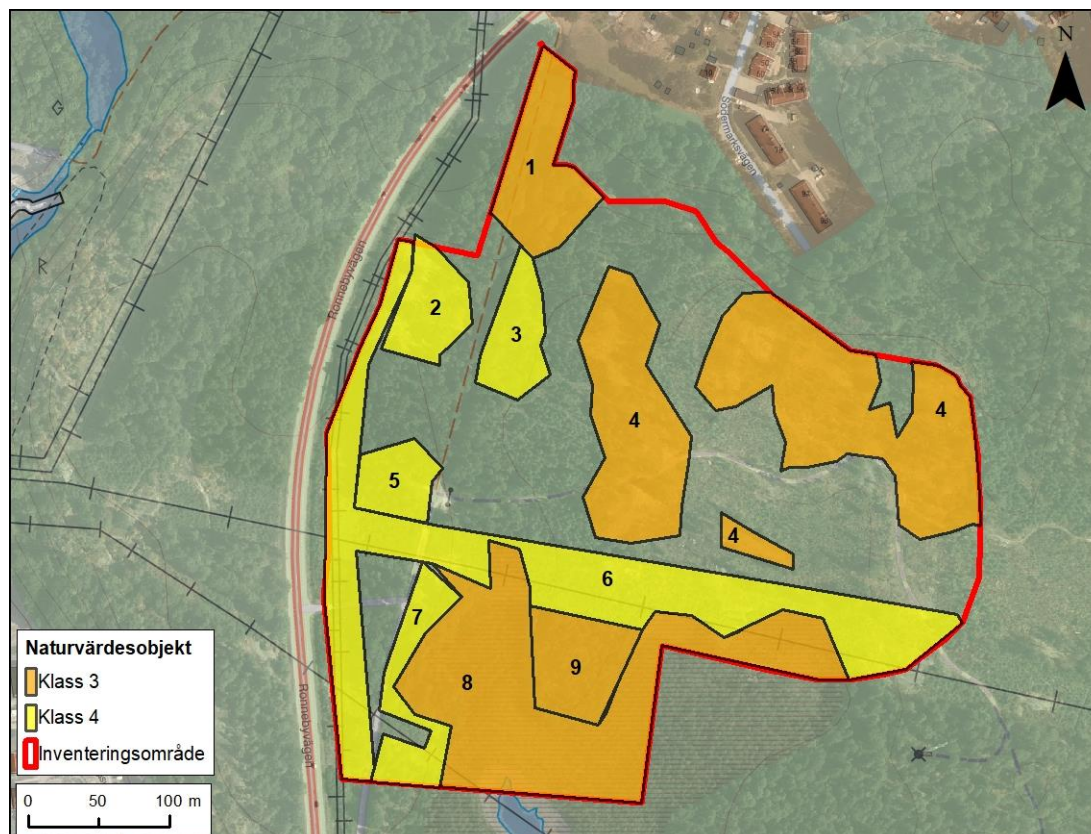 N
Södermarksvägen
G
R
Ronnebyvägen
1
2
3
4
4
5
4
6
7
8
9
Ronnebyvägen
Naturvärdesobjekt
Klass 3
Klass 4
Inventeringsområde
0 50 100 m